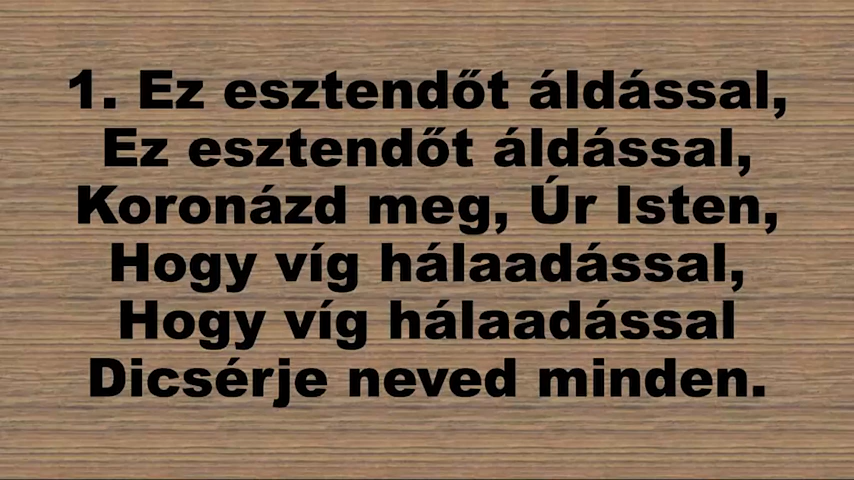 1. Ez esztendőt áldással,
Ez esztendőt áldással,
Koronázd meg, Úr Isten,
Hogy víg hálaadással,
Hogy víg hálaadással
Dicsérje neved minden.